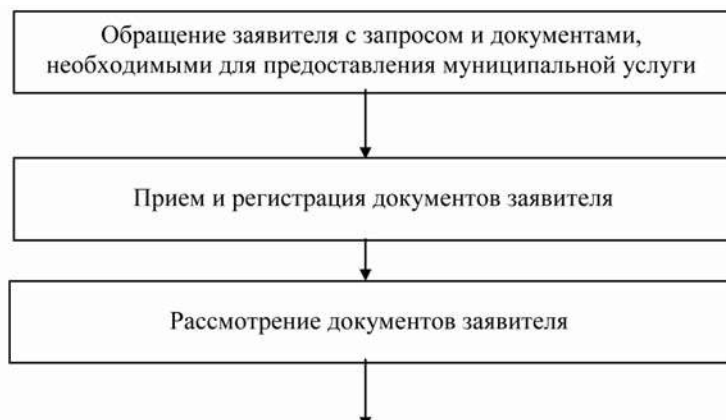 Обращение заявителя с запросом и документами,
необходимыми для предоставления муниципальной услуги
Прием и регистрация документов заявителя
Рассмотрение документов заявителя